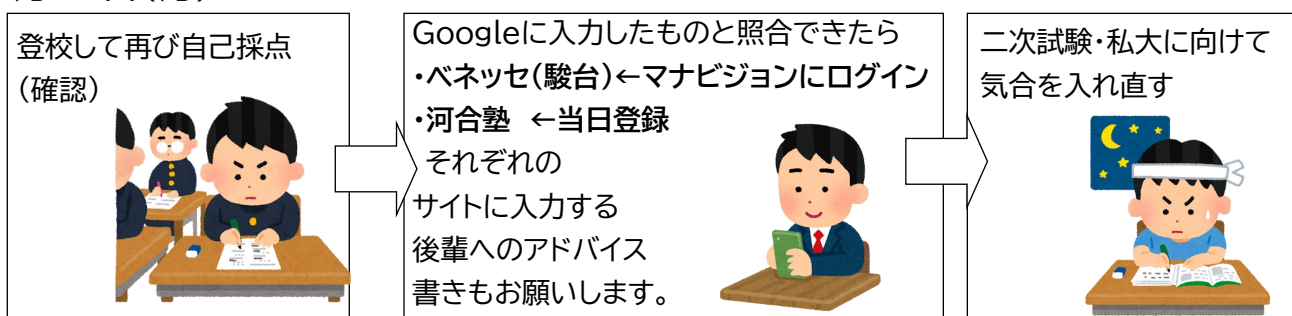 登校して再び自己採点
(確認)
Googleに入力したものと照合できたら
・ベネッセ(駿台)←マナビジョンにログイン
・河合塾 ←当日登録
それぞれの
サイトに入力する
後輩へのアドバイス
書きもお願いします。
二次試験・私大に向けて
気合を入れ直す